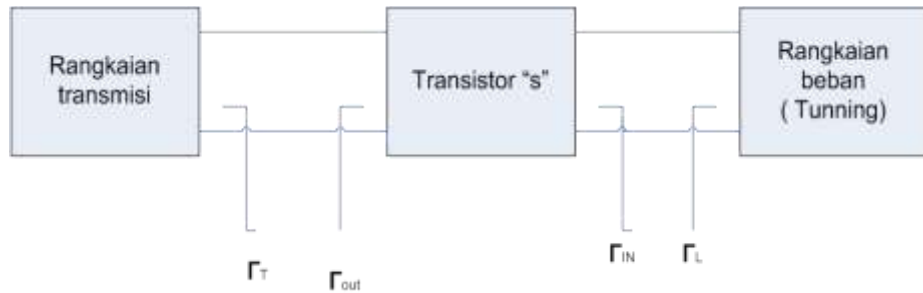 Rangkaian
transmisi
Transistor “s”
Rangkaian
beban
( Tunning)
ΓT
Γout
ΓIN
ΓL